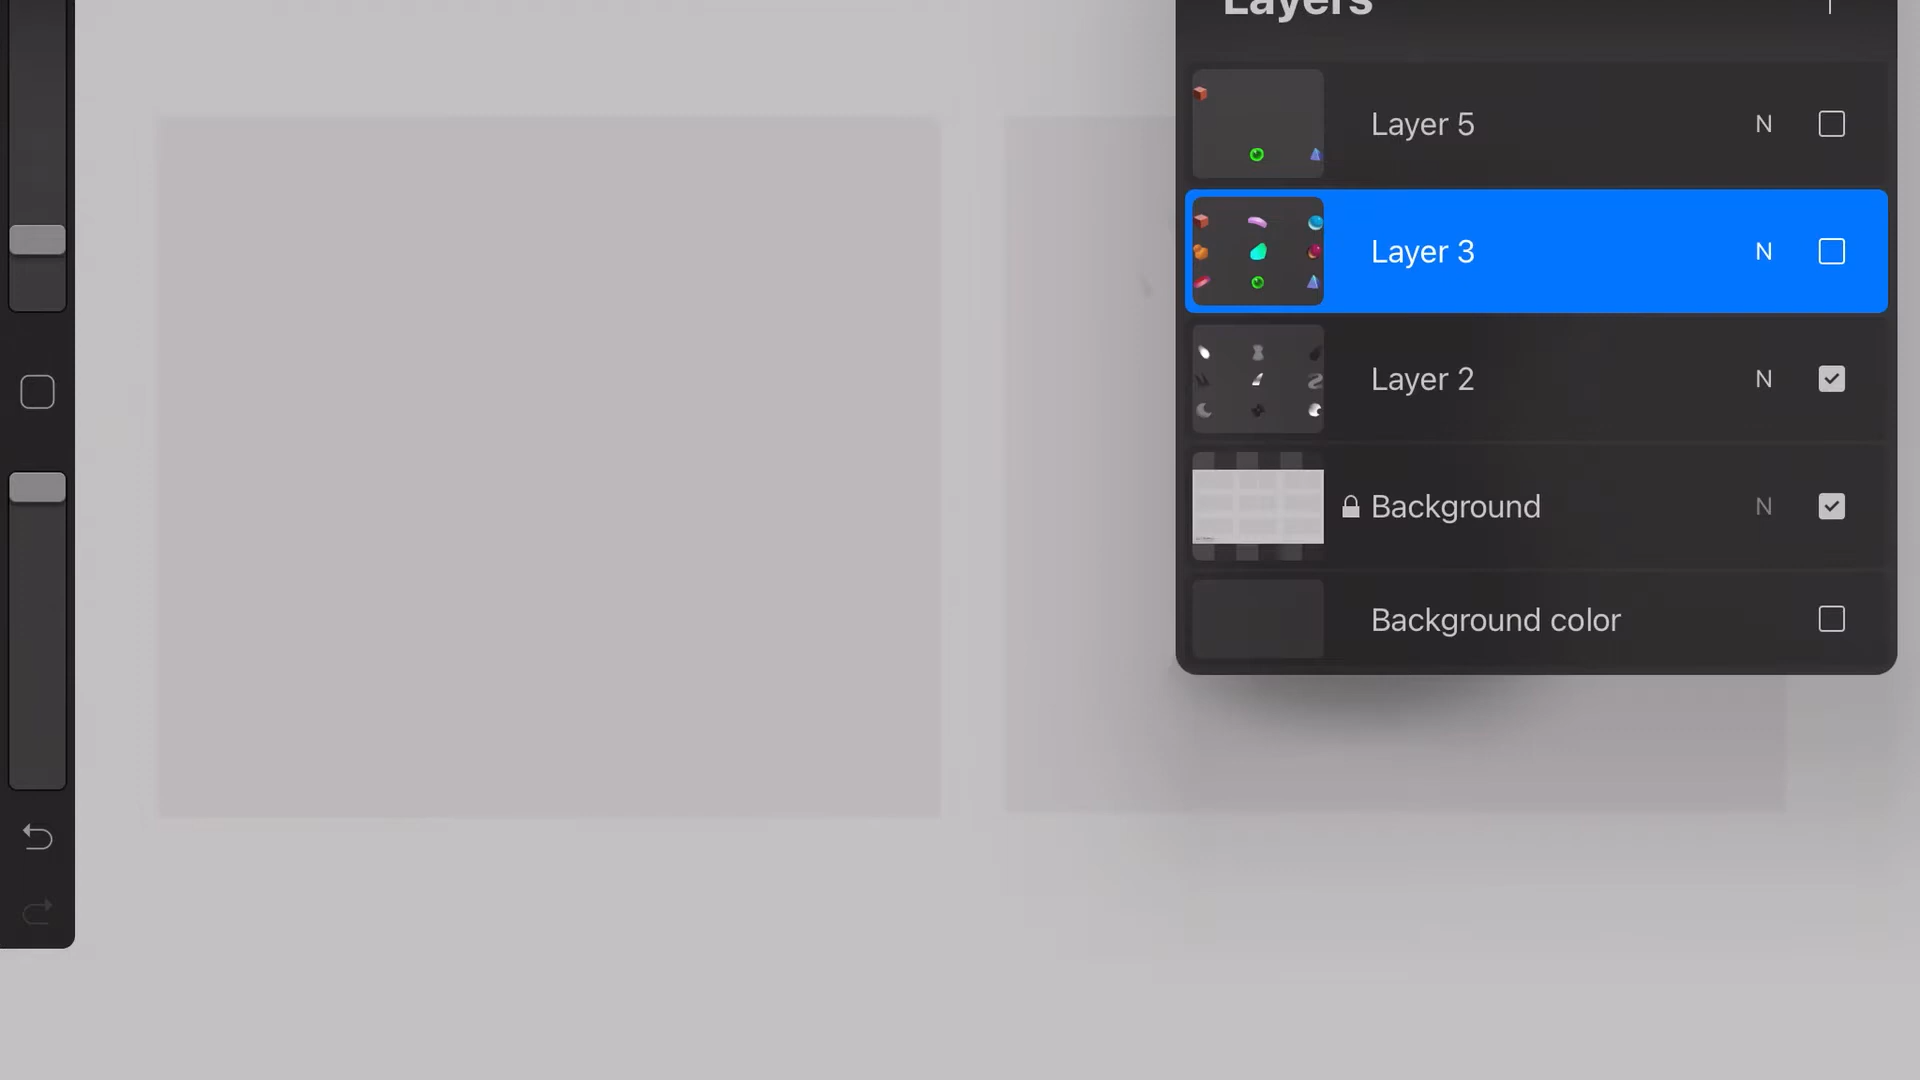 Layers
Layer 5 N
Layer 3 N
Layer 2 N
Background N
Background color